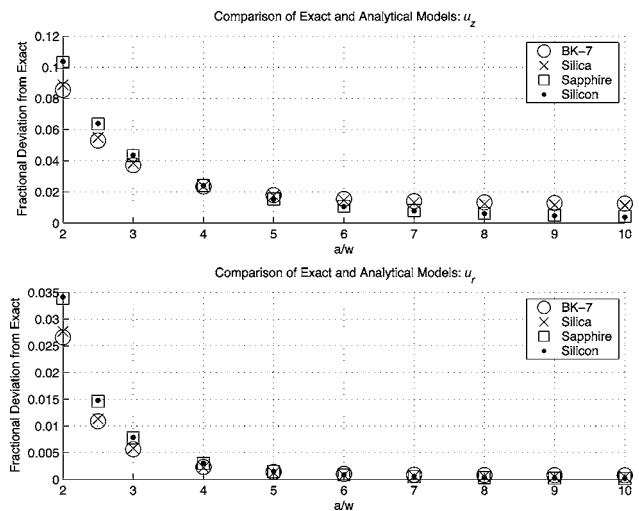 Comparison of Exact and Analytical Models: u_z
Fractional Deviation from Exact
0.12
0.1
0.08
0.06
0.04
0.02
0
2 3 4 5 6 7 8 9 10
a/w
BK-7
Silica
Sapphire
Silicon
Comparison of Exact and Analytical Models: u_r
Fractional Deviation from Exact
0.035
0.03
0.025
0.02
0.015
0.01
0.005
0
2 3 4 5 6 7 8 9 10
a/w
BK-7
Silica
Sapphire
Silicon